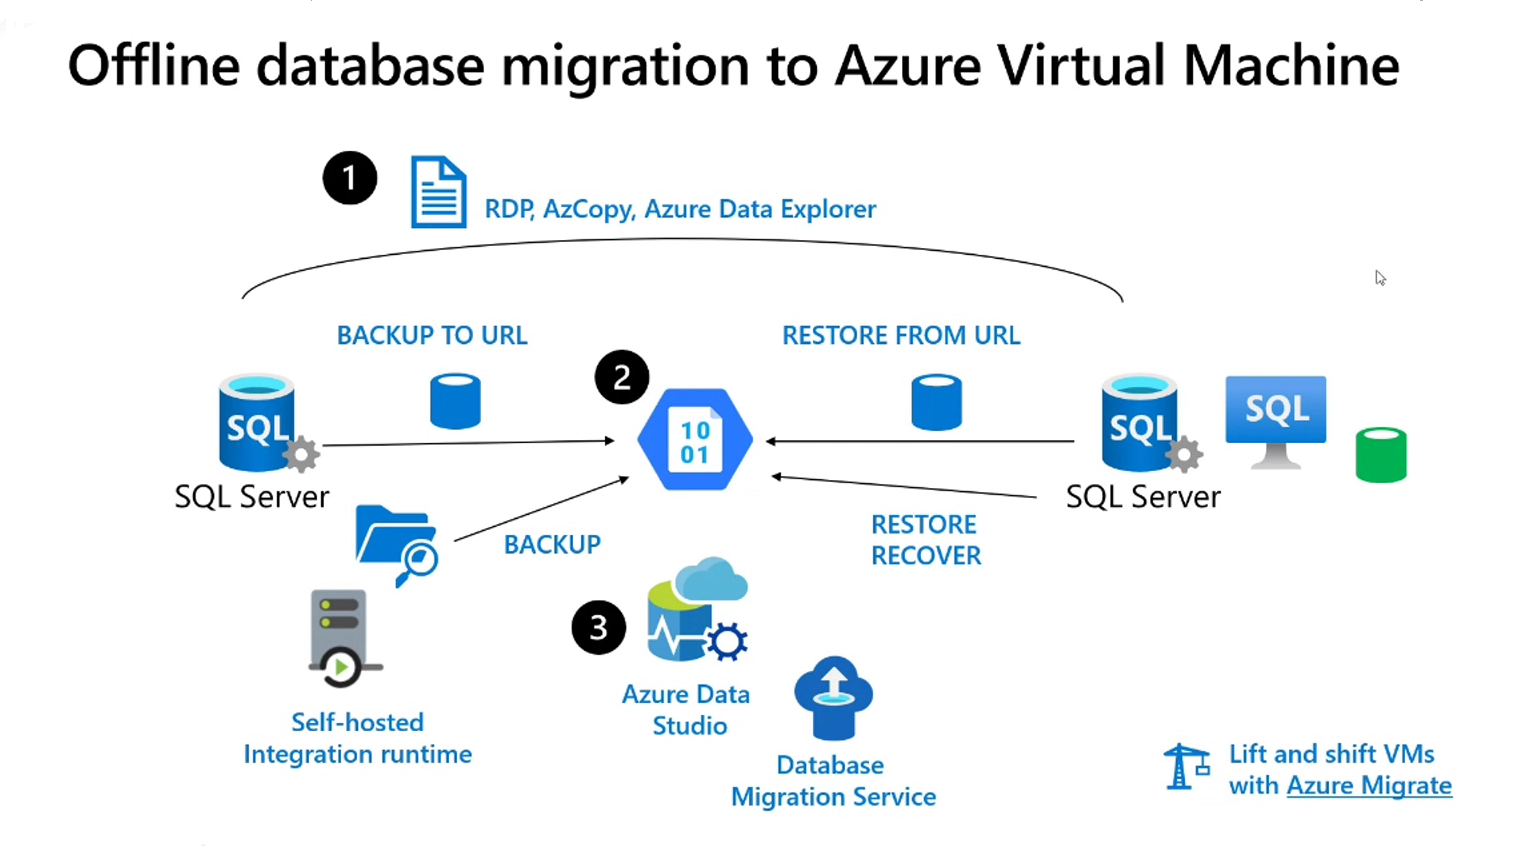 Offline database migration to Azure Virtual Machine
1
RDP, AzCopy, Azure Data Explorer
BACKUP TO URL
RESTORE FROM URL
2
SQL
10
01
SQL
SQL
SQL Server
SQL Server
BACKUP
RESTORE
RECOVER
3
Azure Data
Studio
Self-hosted
Integration runtime
Database
Migration Service
Lift and shift VMs
with Azure Migrate